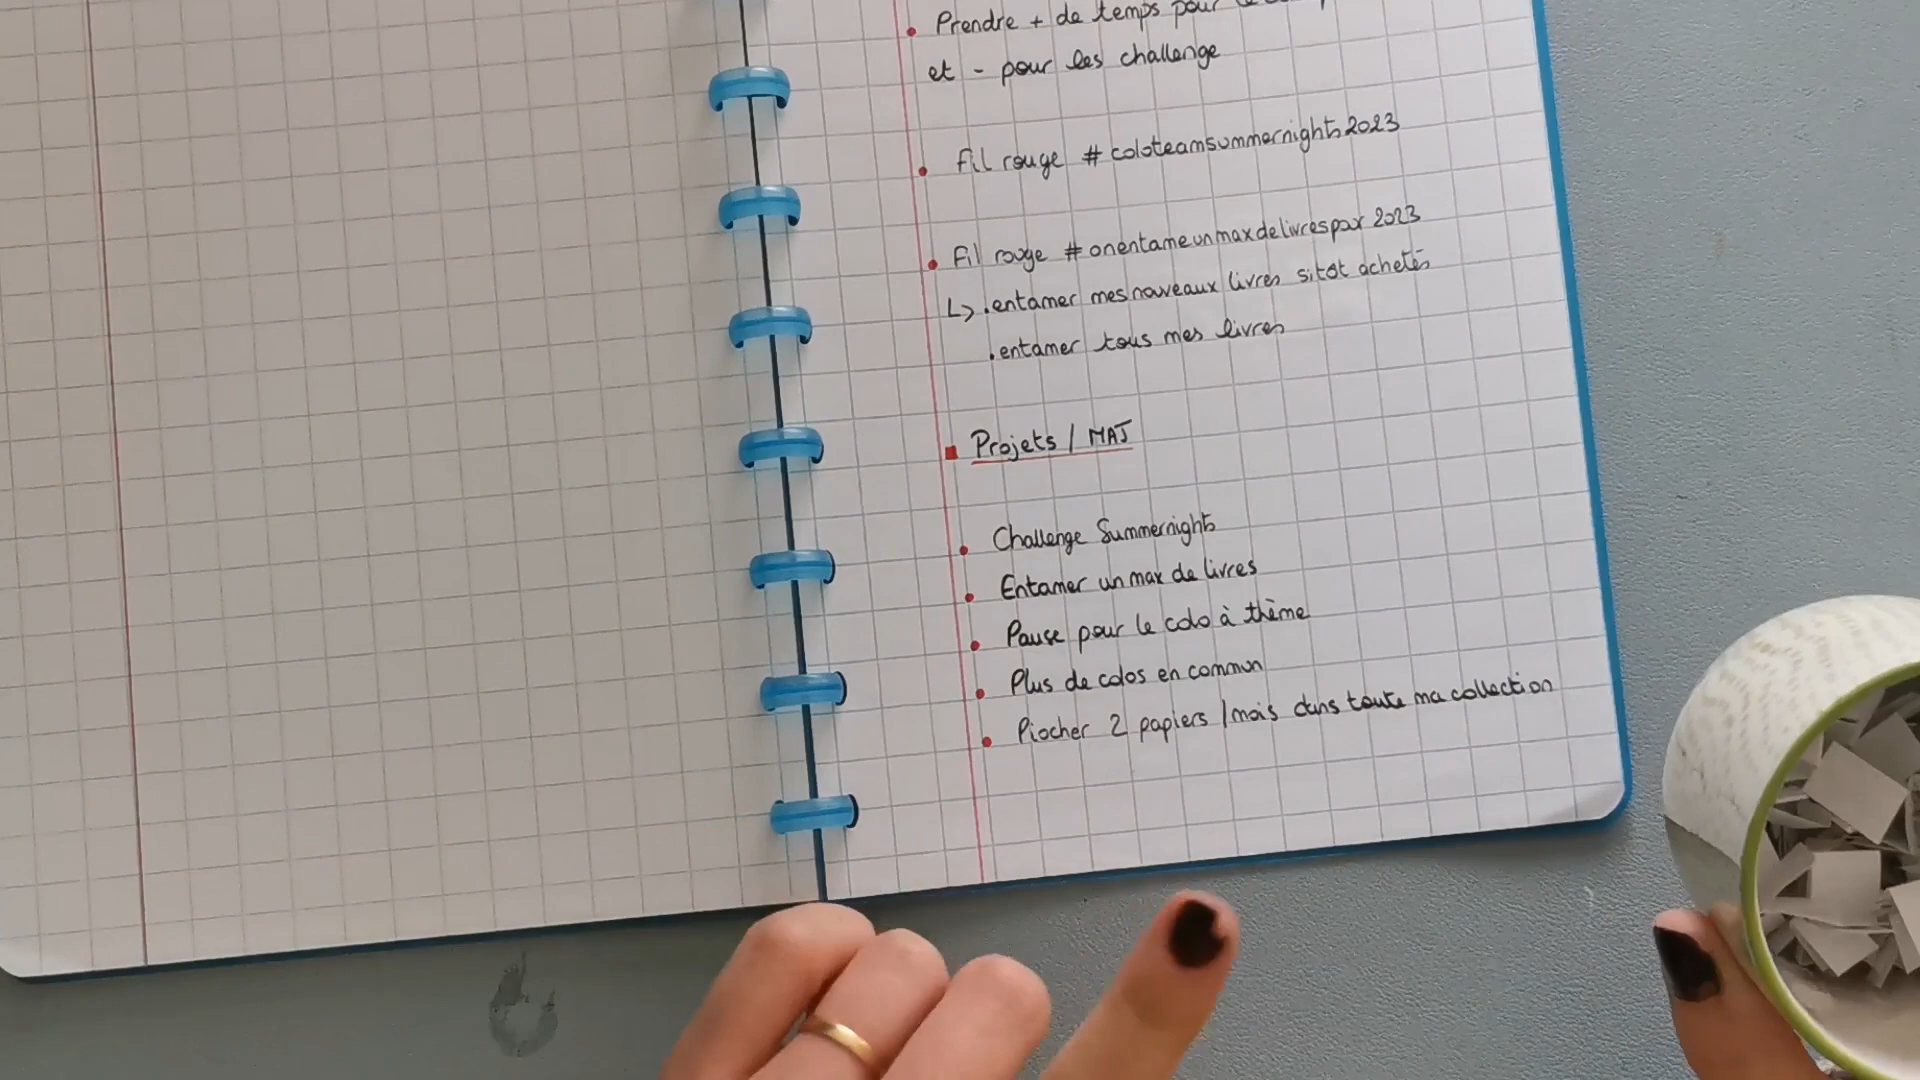 • Prendre + de temps pour
et - pour les challenge
• Fil rouge #coloteamsummernights2023
• Fil rouge #onentameunmaxdelivrespar2023
↳ . entamer mes nouveaux livres sitot achetés
. entamer tous mes livres
▪ Projets / MAJ
• Challenge Summernights
• Entamer un max de livres
• Pause pour le colo à thème
• Plus de colos en commun
• Piocher 2 papiers / mois dans toute ma collection